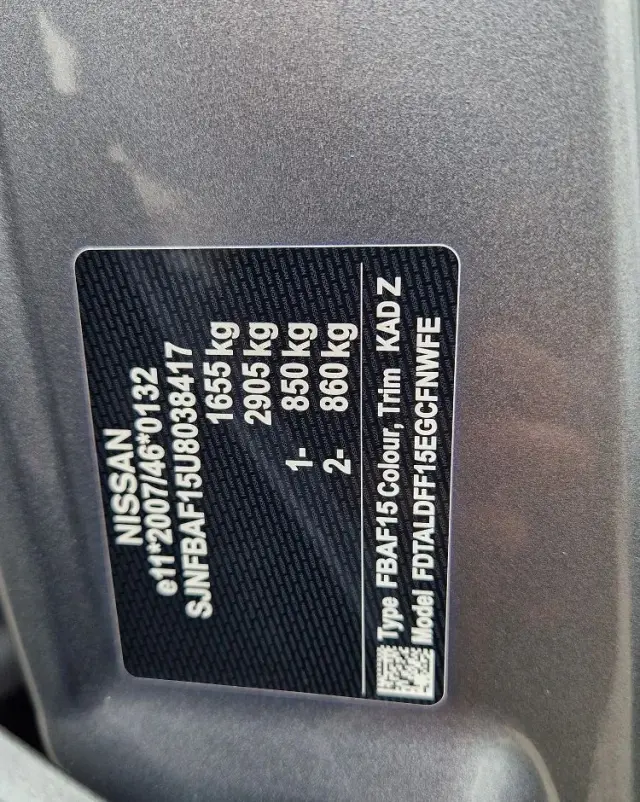 NISSAN
e11*2007/46*0132
SJNFBAF15U8038417
1655 kg
2905 kg
1- 850 kg
2- 860 kg
Type FBAF15 Colour, Trim KAD Z
Model FDTALDFF15EGCFNWFE